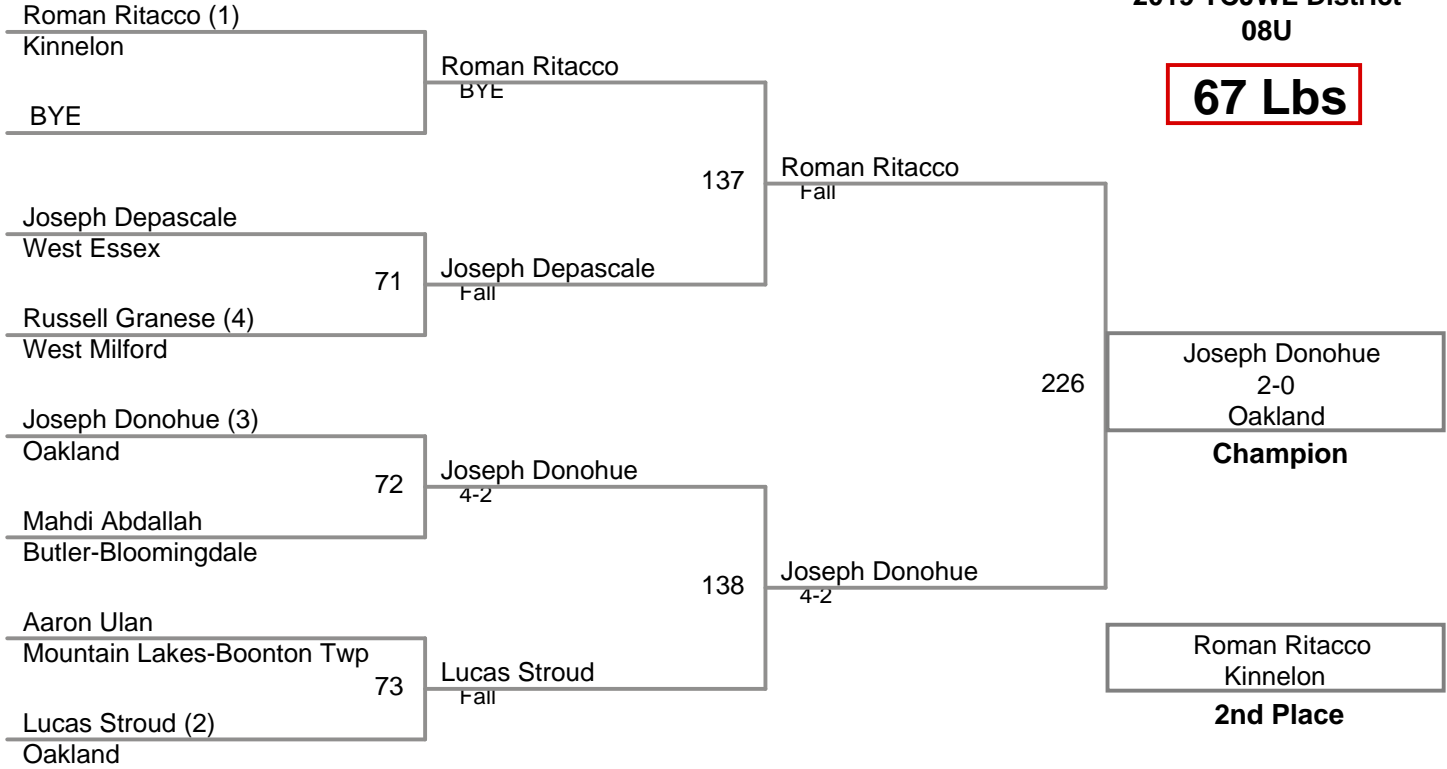 2019 TCJWL District
08U
67 Lbs
Roman Ritacco (1)
Kinnelon
BYE
Joseph Depascale
West Essex
71
Russell Granese (4)
West Milford
Joseph Donohue (3)
Oakland
72
Mahdi Abdallah
Butler-Bloomingdale
Aaron Ulan
Mountain Lakes-Boonton Twp
73
Lucas Stroud (2)
Oakland
Roman Ritacco
BYE
137
Joseph Depascale
Fall
Joseph Donohue
4-2
138
Lucas Stroud
Fall
Roman Ritacco
Fall
226
Joseph Donohue
4-2
Joseph Donohue
2-0
Oakland
Champion
Roman Ritacco
Kinnelon
2nd Place